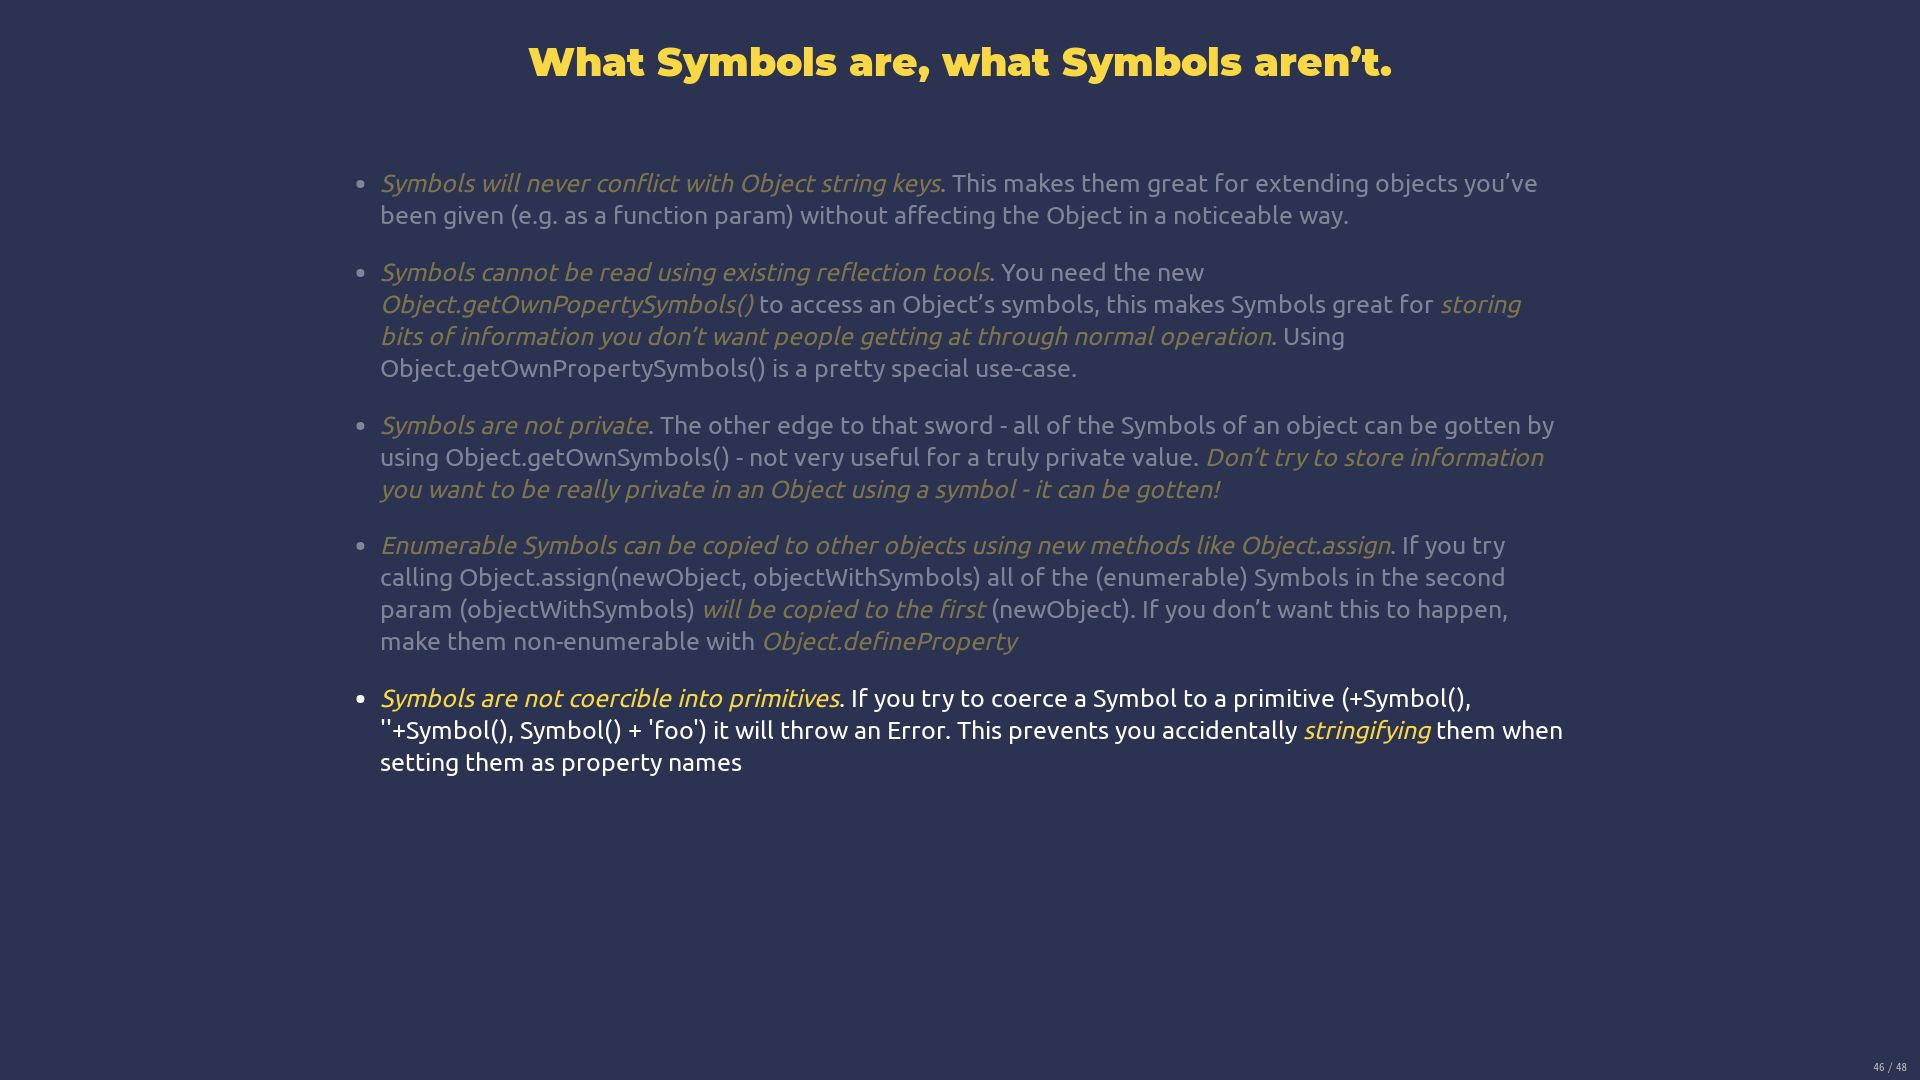 What Symbols are, what Symbols aren’t.
• Symbols will never conflict with Object string keys. This makes them great for extending objects you’ve
been given (e.g. as a function param) without affecting the Object in a noticeable way.
• Symbols cannot be read using existing reflection tools. You need the new
Object.getOwnPopertySymbols() to access an Object’s symbols, this makes Symbols great for storing
bits of information you don’t want people getting at through normal operation. Using
Object.getOwnPropertySymbols() is a pretty special use-case.
• Symbols are not private. The other edge to that sword - all of the Symbols of an object can be gotten by
using Object.getOwnSymbols() - not very useful for a truly private value. Don’t try to store information
you want to be really private in an Object using a symbol - it can be gotten!
• Enumerable Symbols can be copied to other objects using new methods like Object.assign. If you try
calling Object.assign(newObject, objectWithSymbols) all of the (enumerable) Symbols in the second
param (objectWithSymbols) will be copied to the first (newObject). If you don’t want this to happen,
make them non-enumerable with Object.defineProperty
• Symbols are not coercible into primitives. If you try to coerce a Symbol to a primitive (+Symbol(),
''+Symbol(), Symbol() + 'foo') it will throw an Error. This prevents you accidentally stringifying them when
setting them as property names
46 / 48